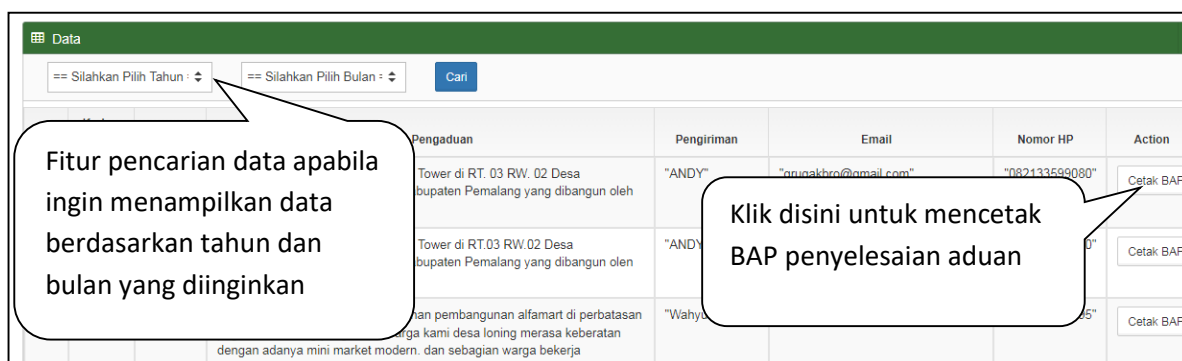 Data
== Silahkan Pilih Tahun : == Silahkan Pilih Bulan = Cari
Pengaduan Pengiriman Email Nomor HP Action
Fitur pencarian data apabila
ingin menampilkan data
berdasarkan tahun dan
bulan yang diinginkan
Tower di RT. 03 RW. 02 Desa "ANDY" "grugakbro@gmail.com" "082133599080" Cetak BAP
bupaten Pemalang yang dibangun oleh
Klik disini untuk mencetak
BAP penyelesaian aduan
Tower di RT.03 RW.02 Desa "ANDY Cetak BAP
bupaten Pemalang yang dibangun olen
pembangunan alfamart di perbatasan "Wahyu Cetak BAP
kami desa loning merasa keberatan
dengan adanya mini market modern. dan sebagian warga bekerja